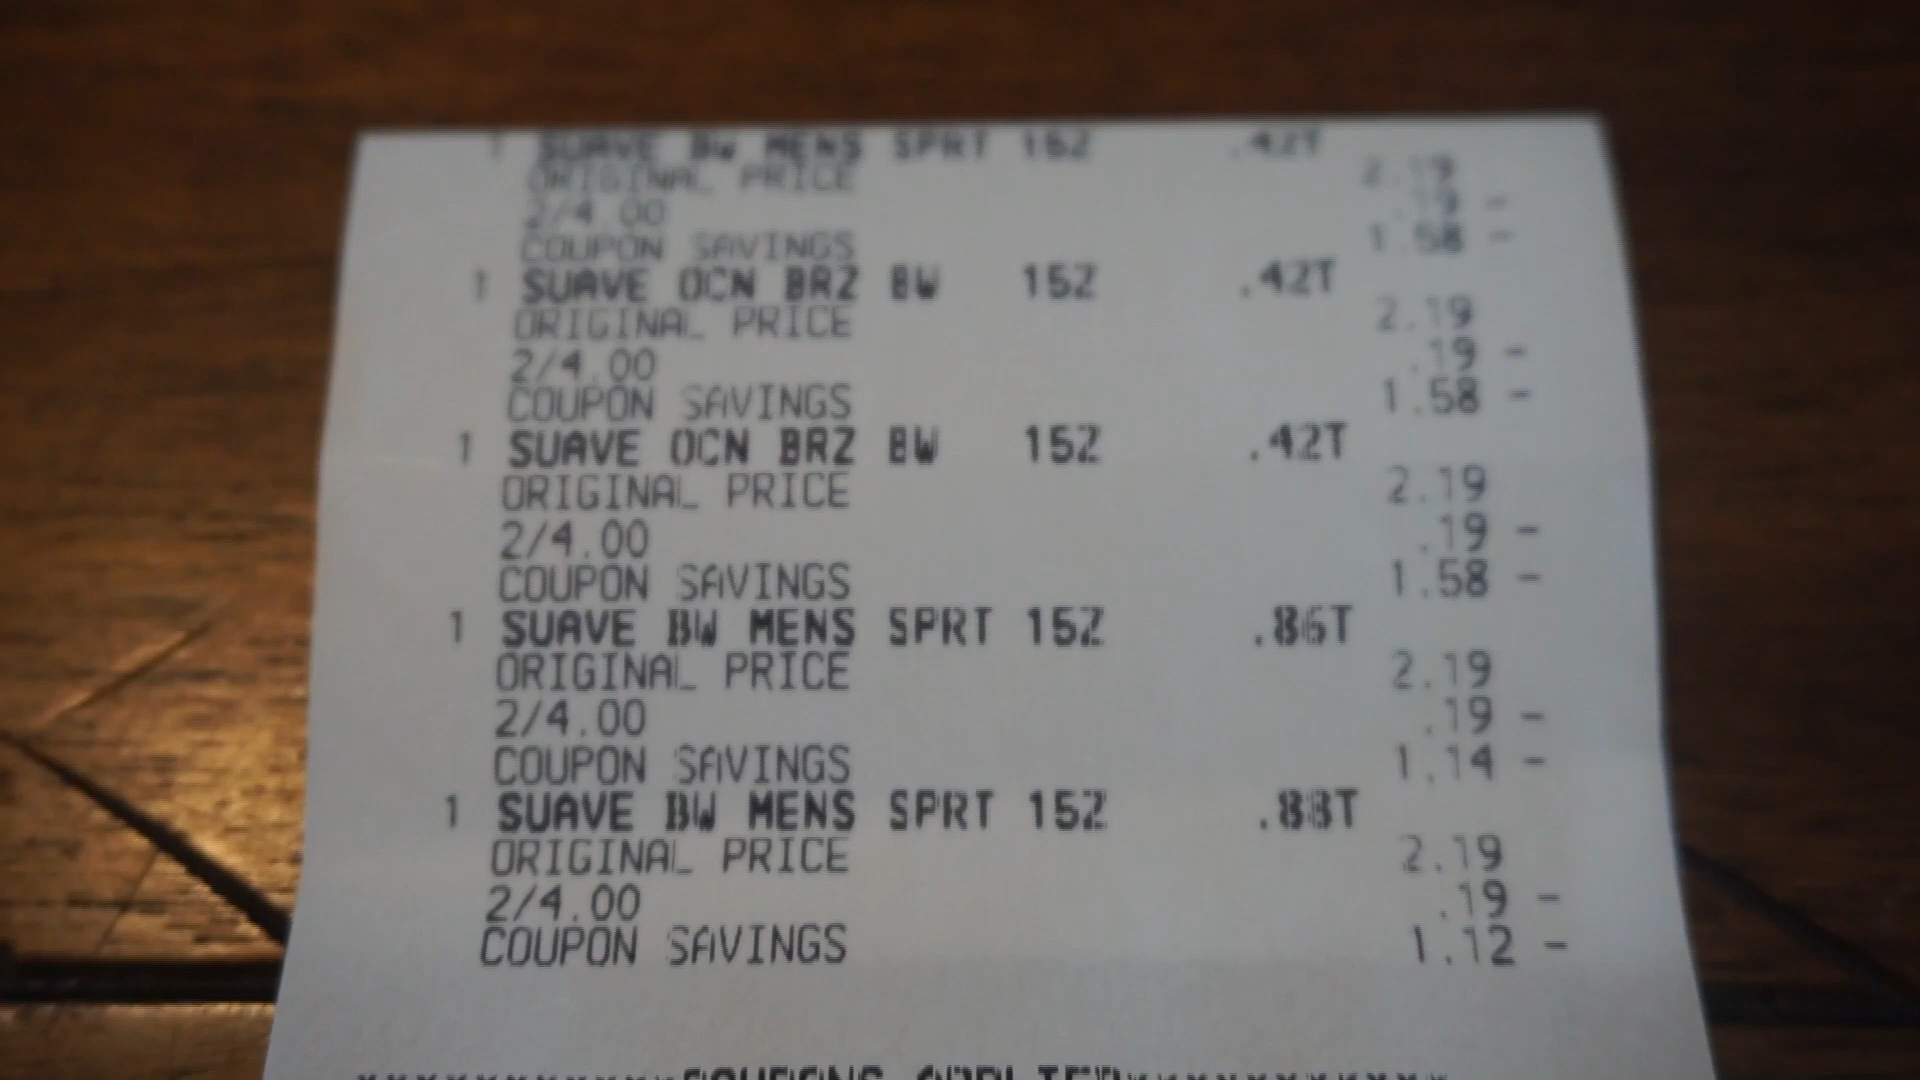 1 SUAVE BW MENS SPRT 15Z .42T
ORIGINAL PRICE 2.19
2/4.00 .19 -
COUPON SAVINGS 1.58 -
1 SUAVE OCN BRZ BW 15Z .42T
ORIGINAL PRICE 2.19
2/4.00 .19 -
COUPON SAVINGS 1.58 -
1 SUAVE OCN BRZ BW 15Z .42T
ORIGINAL PRICE 2.19
2/4.00 .19 -
COUPON SAVINGS 1.58 -
1 SUAVE BW MENS SPRT 15Z .86T
ORIGINAL PRICE 2.19
2/4.00 .19 -
COUPON SAVINGS 1.14 -
1 SUAVE BW MENS SPRT 15Z .88T
ORIGINAL PRICE 2.19
2/4.00 .19 -
COUPON SAVINGS 1.12 -
COUPONS APPLIED